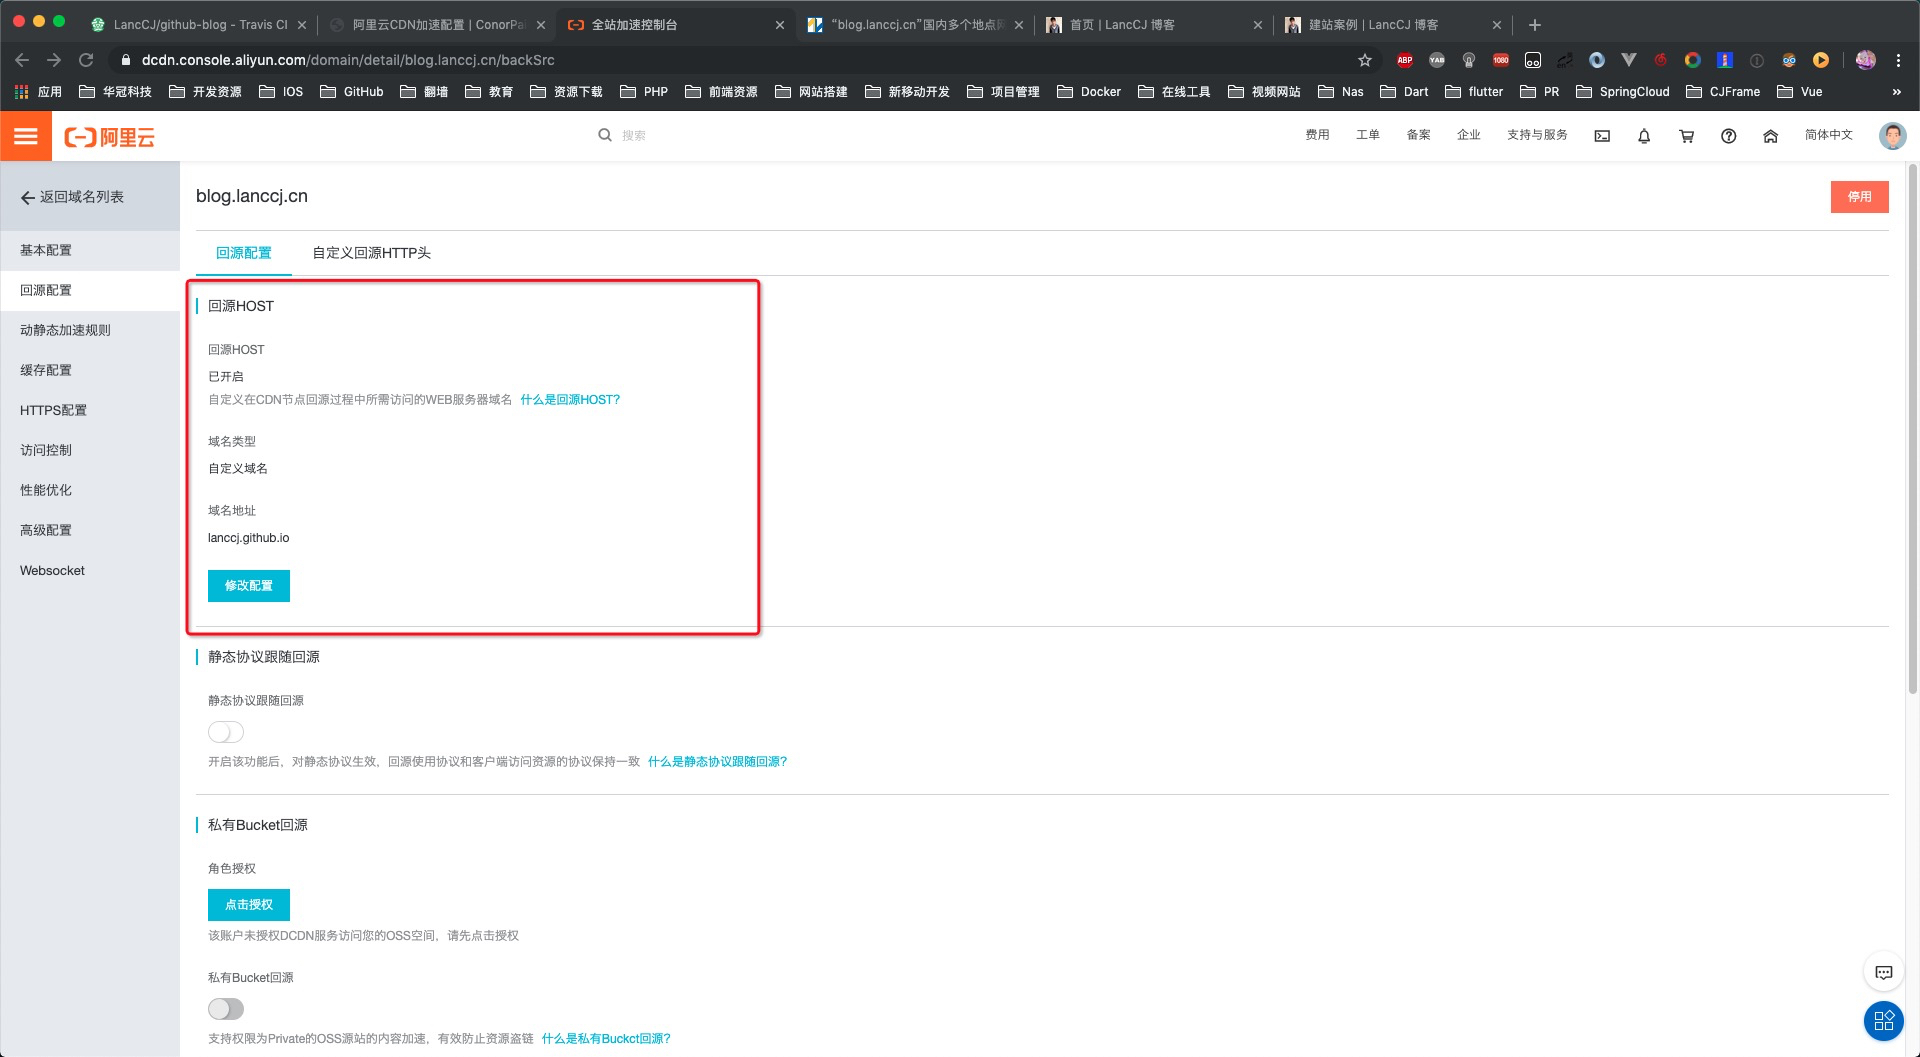 LancCJ/github-blog - Travis CI
阿里云CDN加速配置 | ConorPai
全站加速控制台
"blog.lanccj.cn"国内多个地点网
首页 | LancCJ 博客
建站案例 | LancCJ 博客
dcdn.console.aliyun.com/domain/detail/blog.lanccj.cn/backSrc
ABP
YAB
1080
应用
华冠科技
开发资源
IOS
GitHub
翻墙
教育
资源下载
PHP
前端资源
网站搭建
新移动开发
项目管理
Docker
在线工具
视频网站
Nas
Dart
flutter
PR
SpringCloud
CJFrame
Vue
»
阿里云
搜索
费用
工单
备案
企业
支持与服务
简体中文
返回域名列表
基本配置
回源配置
动静态加速规则
缓存配置
HTTPS配置
访问控制
性能优化
高级配置
Websocket
blog.lanccj.cn
停用
回源配置
自定义回源HTTP头
回源HOST
回源HOST
已开启
自定义在CDN节点回源过程中所需访问的WEB服务器域名 什么是回源HOST?
域名类型
自定义域名
域名地址
lanccj.github.io
修改配置
静态协议跟随回源
静态协议跟随回源
开启该功能后，对静态协议生效，回源使用协议和客户端访问资源的协议保持一致 什么是静态协议跟随回源?
私有Bucket回源
角色授权
点击授权
该账户未授权DCDN服务访问您的OSS空间，请先点击授权
私有Bucket回源
支持权限为Private的OSS源站的内容加速，有效防止资源盗链 什么是私有Buckct回源?